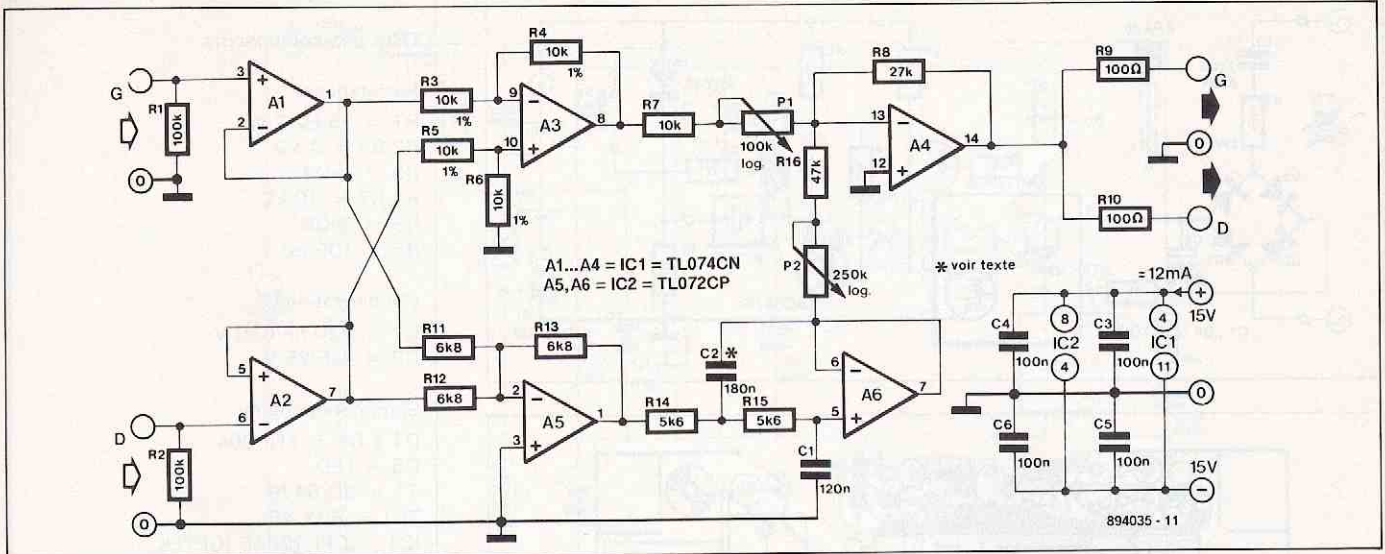 G
R1
100k
0
3
+
2
-
A1
1
R3
10k
1%
R5
10k
1%
R4
10k
1%
9
-
10
+
A3
8
R6
10k
1%
R7
10k
P1
100k
log.
R16
47k
R8
27k
13
-
12
+
A4
14
R9
100Ω
G
0
R10
100Ω
D
A1...A4 = IC1 = TL074CN
A5,A6 = IC2 = TL072CP
P2
250k
log.
* voir texte
5
+
6
-
A2
7
D
R2
100k
0
R11
6k8
R12
6k8
R13
6k8
2
-
3
+
A5
1
R14
5k6
C2
*
180n
R15
5k6
6
-
5
+
A6
7
C1
120n
=12mA
+
15V
C4
100n
8
IC2
4
C3
100n
4
IC1
11
0
C6
100n
C5
100n
15V
-
894035 - 11